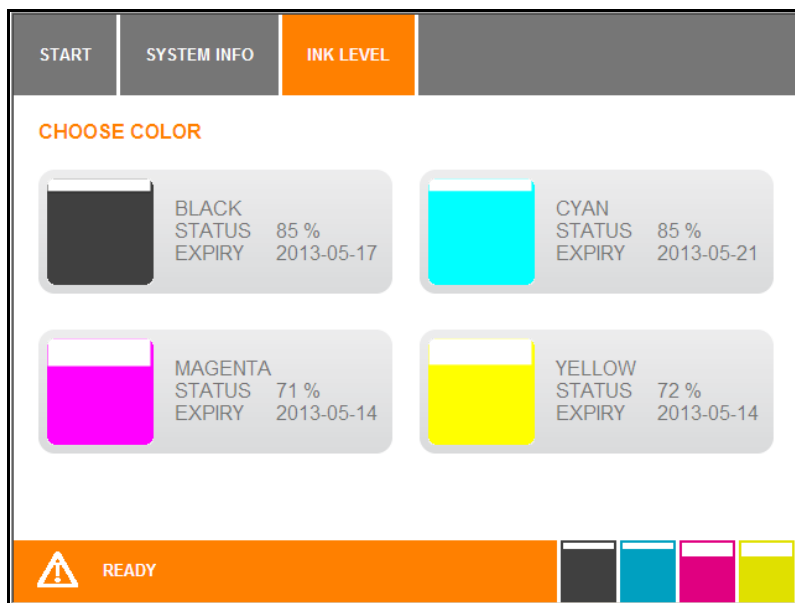 START SYSTEM INFO INK LEVEL
CHOOSE COLOR
BLACK
STATUS 85 %
EXPIRY 2013-05-17
CYAN
STATUS 85 %
EXPIRY 2013-05-21
MAGENTA
STATUS 71 %
EXPIRY 2013-05-14
YELLOW
STATUS 72 %
EXPIRY 2013-05-14
READY